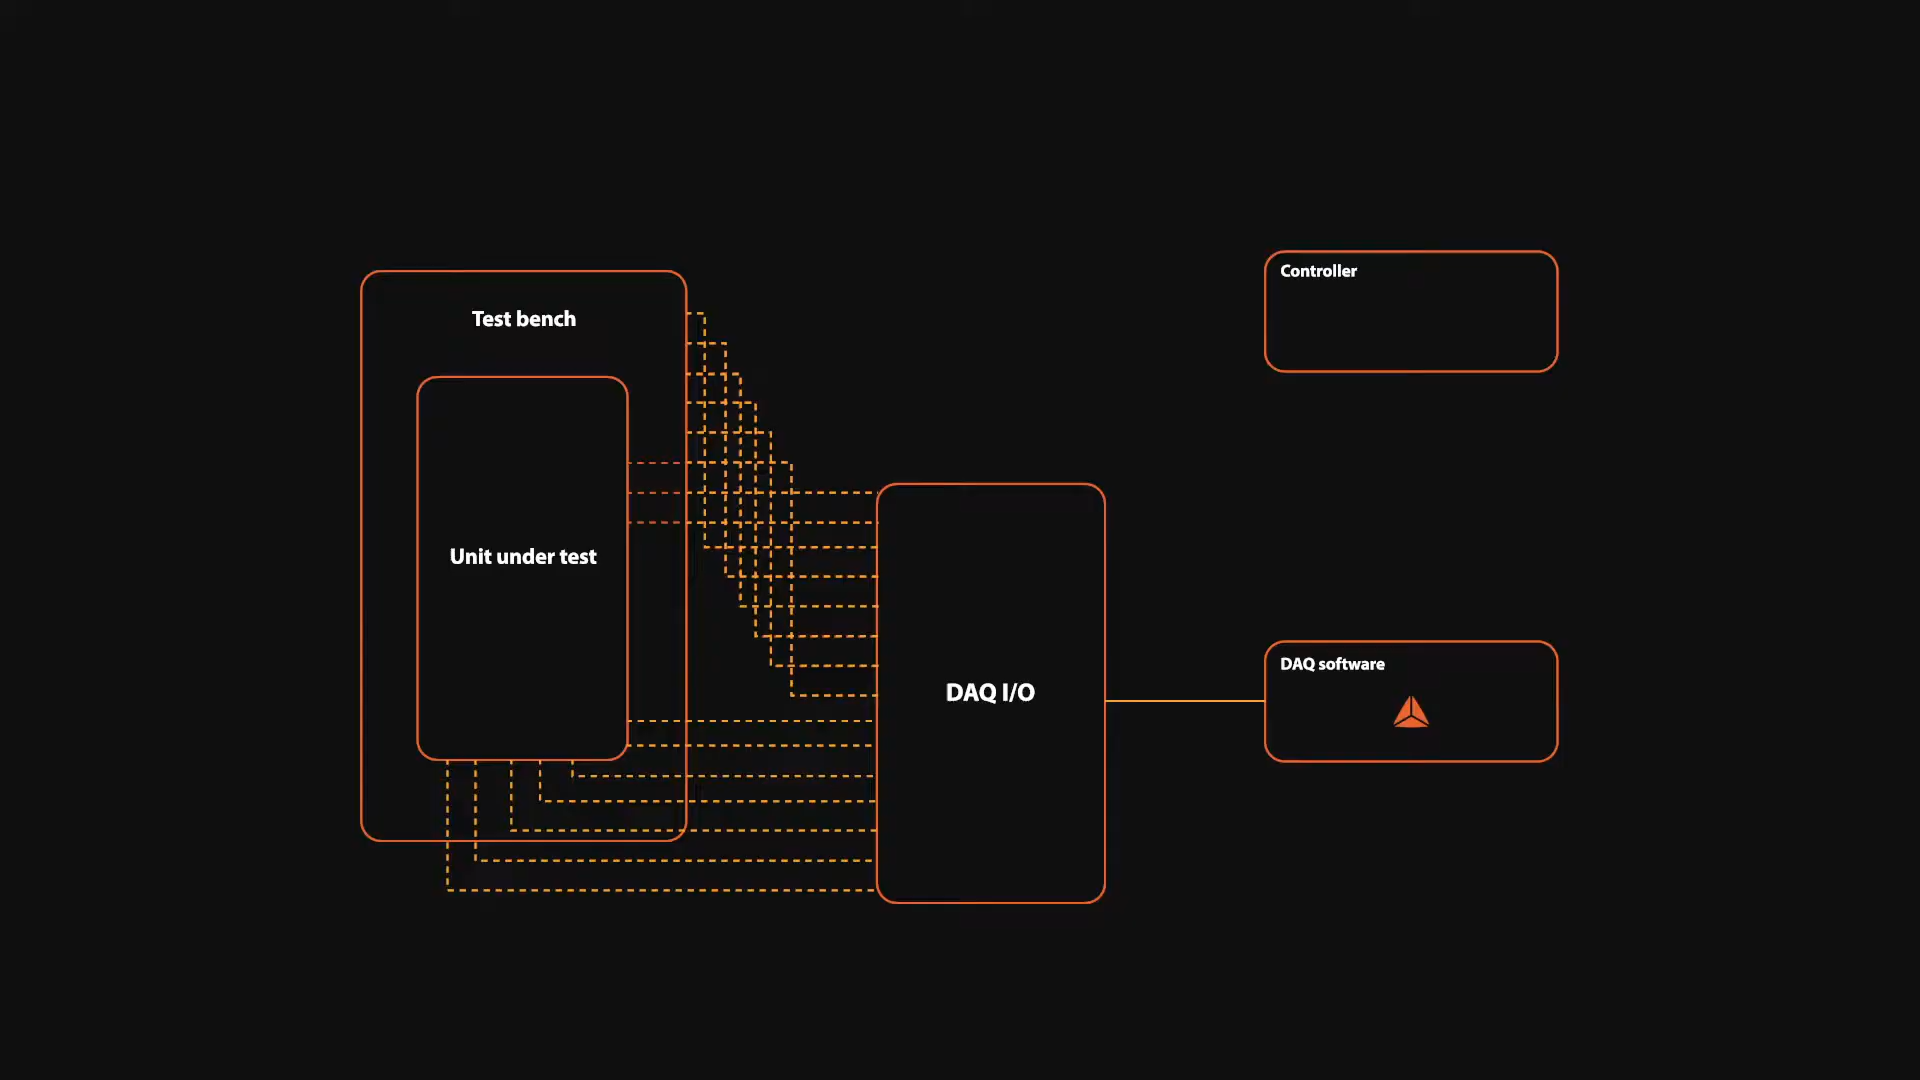 Test bench
Unit under test
DAQ I/O
Controller
DAQ software